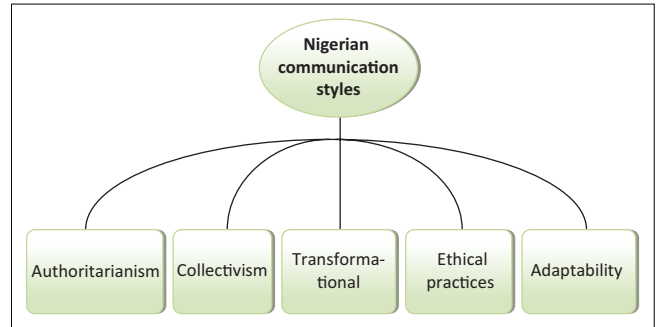 Nigerian
communication
styles
Authoritarianism
Collectivism
Transforma-
tional
Ethical
practices
Adaptability